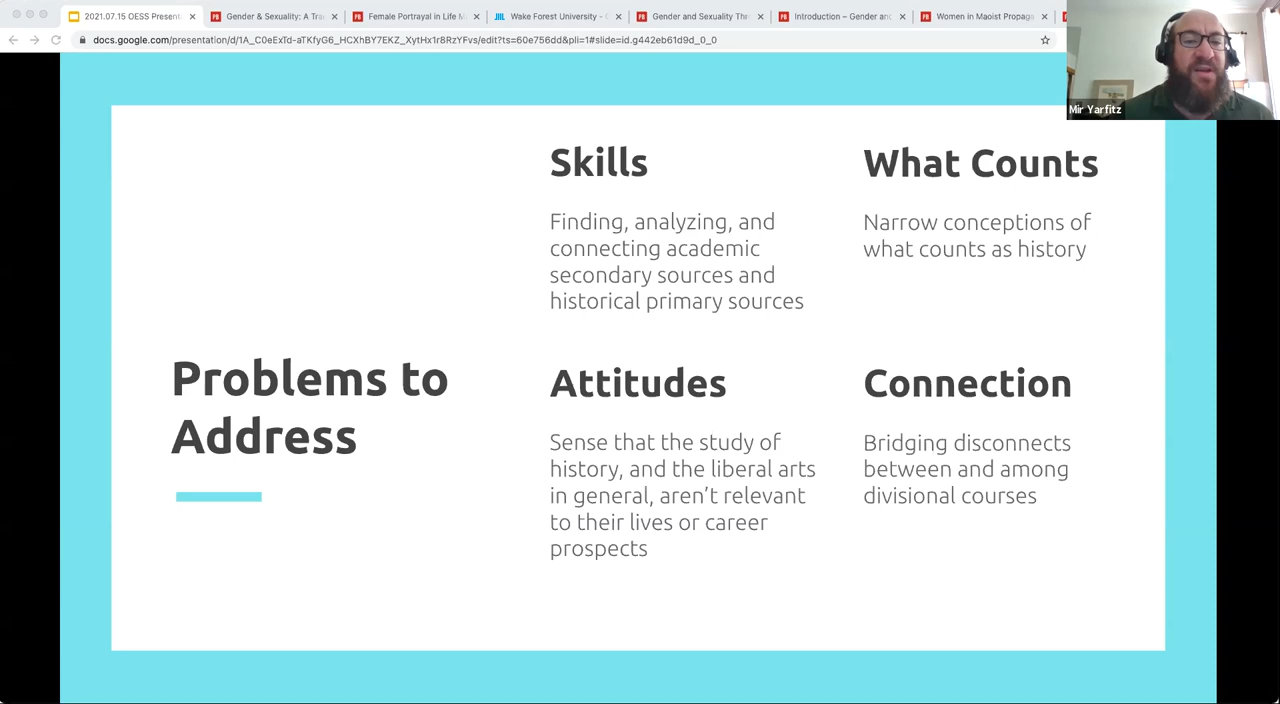 2021.07.15 OESS Present
Gender & Sexuality: A Tra
Female Portrayal in Life M
Wake Forest University -
Gender and Sexuality Thr
Introduction – Gender and
Women in Maoist Propaga
docs.google.com/presentation/d/1A_C0eExTd-aTKfyG6_HCXhBY7EKZ_XytHx1r8RzYFvs/edit?ts=60e756dd&pli=1#slide=id.g442eb61d9d_0_0
Mir Yarfitz
Problems to
Address
Skills
Finding, analyzing, and
connecting academic
secondary sources and
historical primary sources
What Counts
Narrow conceptions of
what counts as history
Attitudes
Sense that the study of
history, and the liberal arts
in general, aren't relevant
to their lives or career
prospects
Connection
Bridging disconnects
between and among
divisional courses